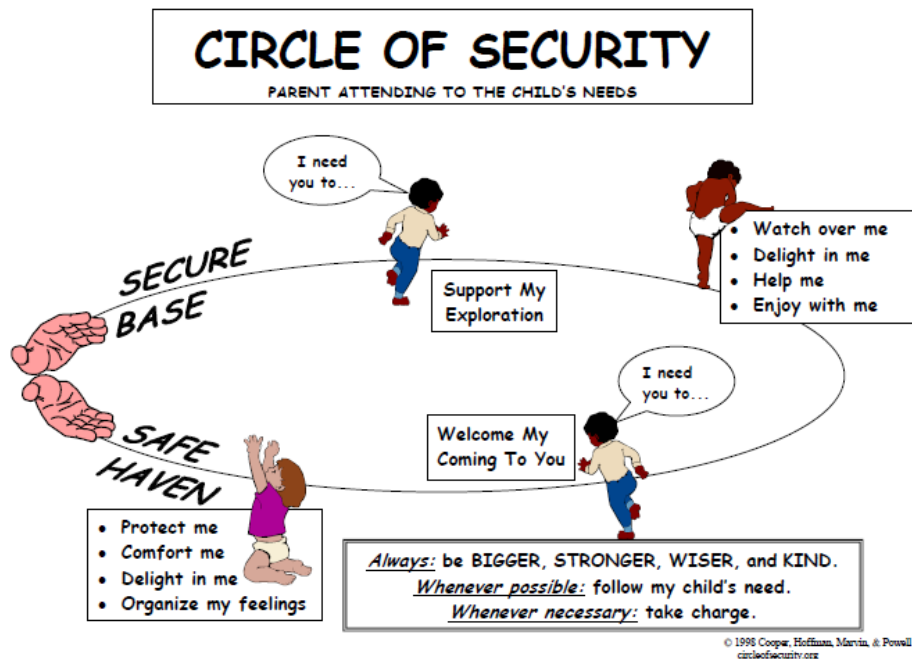 CIRCLE OF SECURITY
PARENT ATTENDING TO THE CHILD'S NEEDS
I need
you to...
SECURE
BASE
Support My
Exploration
• Watch over me
• Delight in me
• Help me
• Enjoy with me
I need
you to...
Welcome My
Coming To You
SAFE
HAVEN
• Protect me
• Comfort me
• Delight in me
• Organize my feelings
Always: be BIGGER, STRONGER, WISER, and KIND.
Whenever possible: follow my child's need.
Whenever necessary: take charge.
© 1998 Cooper, Hoffman, Marvin, & Powell
circleofsecurity.org